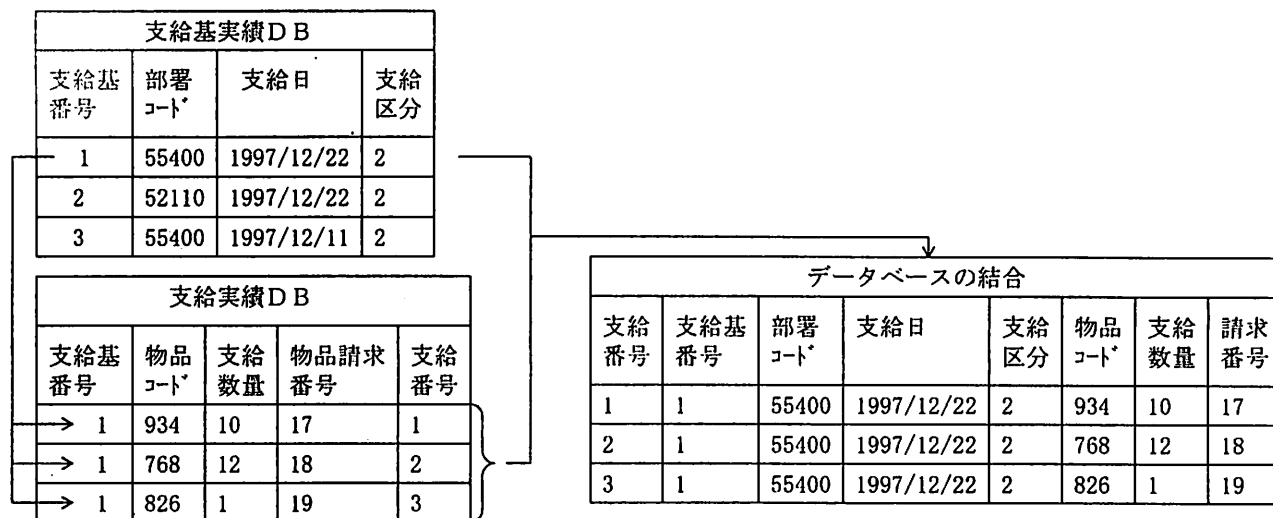 支給基実績DB
支給基番号 部署コード 支給日 支給区分
1 55400 1997/12/22 2
2 52110 1997/12/22 2
3 55400 1997/12/11 2
支給実績DB
支給基番号 物品コード 支給数量 物品請求番号 支給番号
1 934 10 17 1
1 768 12 18 2
1 826 1 19 3
データベースの結合
支給番号 支給基番号 部署コード 支給日 支給区分 物品コード 支給数量 請求番号
1 1 55400 1997/12/22 2 934 10 17
2 1 55400 1997/12/22 2 768 12 18
3 1 55400 1997/12/22 2 826 1 19